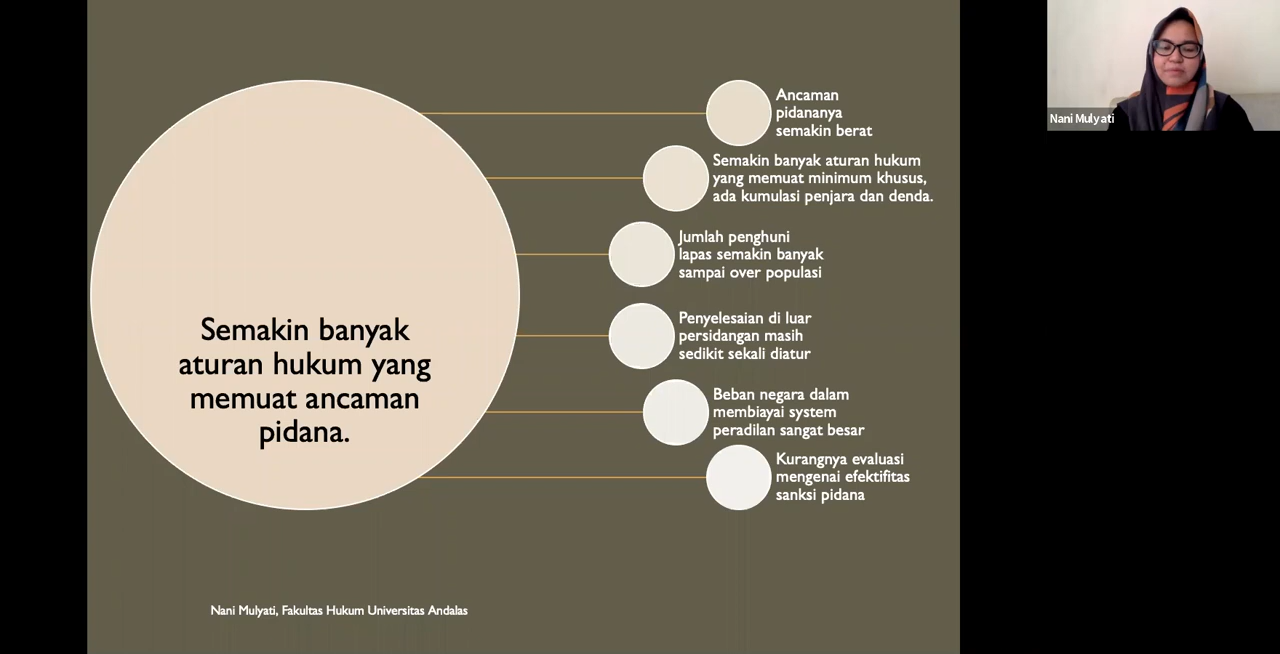 Semakin banyak
aturan hukum yang
memuat ancaman
pidana.
Ancaman
pidananya
semakin berat
Semakin banyak aturan hukum
yang memuat minimum khusus,
ada kumulasi penjara dan denda.
Jumlah penghuni
lapas semakin banyak
sampai over populasi
Penyelesaian di luar
persidangan masih
sedikit sekali diatur
Beban negara dalam
membiayai system
peradilan sangat besar
Kurangnya evaluasi
mengenai efektifitas
sanksi pidana
Nani Mulyati, Fakultas Hukum Universitas Andalas
Nani Mulyati